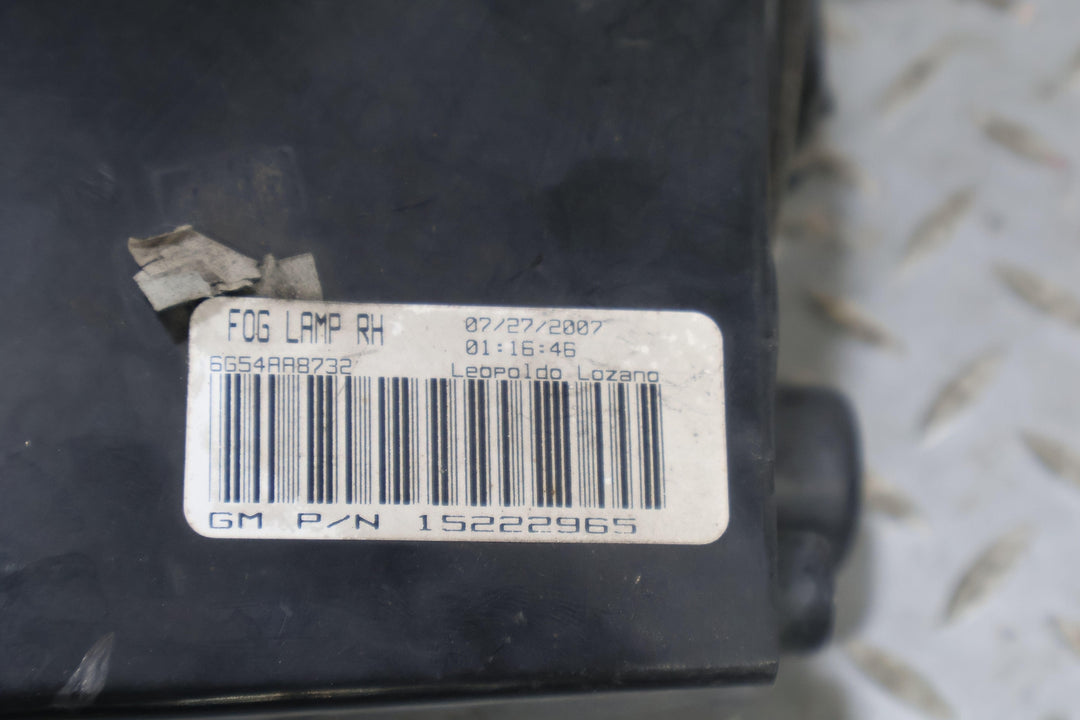 FOG LAMP RH
07/27/2007
01:16:46
6G54AA8732
Leopoldo Lozano
GM P/N 15222965